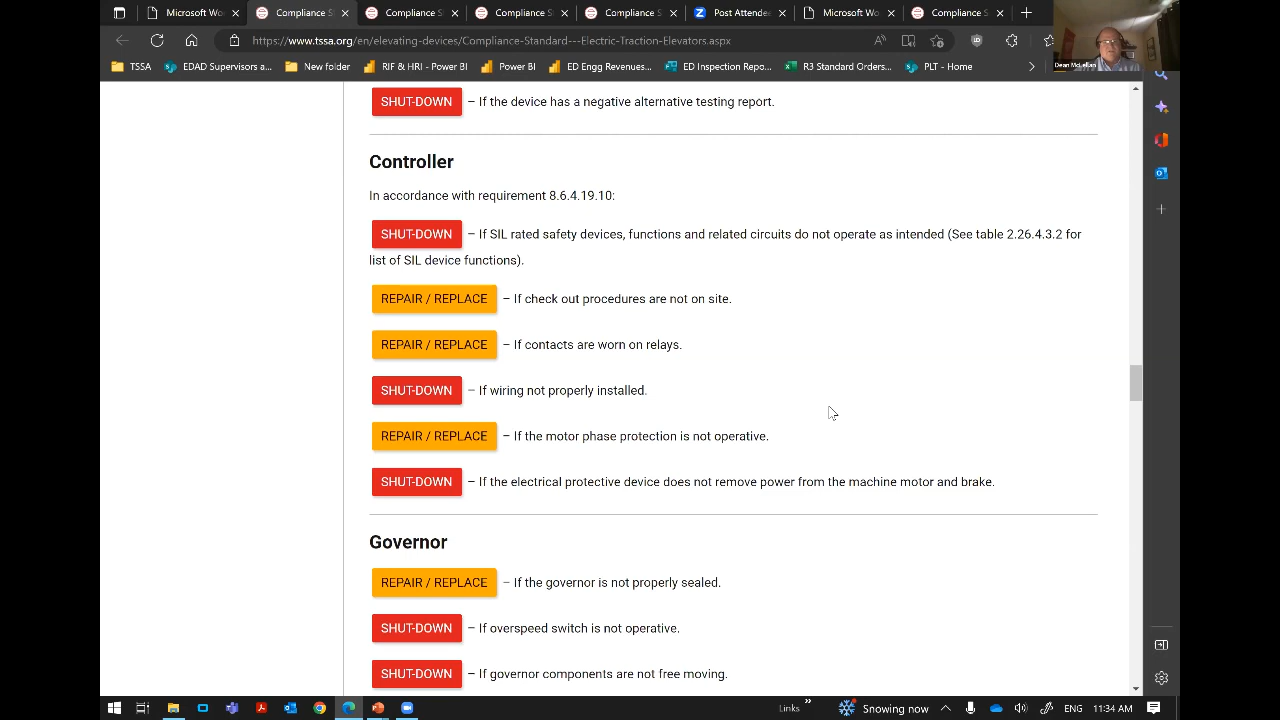 Microsoft Wo
Compliance S
Compliance S
Compliance S
Compliance S
Post Attende
Microsoft Wo
Compliance S
https://www.tssa.org/en/elevating-devices/Compliance-Standard---Electric-Traction-Elevators.aspx
Dean McLellan
TSSA
EDAD Supervisors a...
New folder
RIF & HRI - Power BI
Power BI
ED Engg Revenues...
ED Inspection Repo...
R3 Standard Orders...
PLT - Home
SHUT-DOWN – If the device has a negative alternative testing report.
Controller
In accordance with requirement 8.6.4.19.10:
SHUT-DOWN – If SIL rated safety devices, functions and related circuits do not operate as intended (See table 2.26.4.3.2 for
list of SIL device functions).
REPAIR / REPLACE – If check out procedures are not on site.
REPAIR / REPLACE – If contacts are worn on relays.
SHUT-DOWN – If wiring not properly installed.
REPAIR / REPLACE – If the motor phase protection is not operative.
SHUT-DOWN – If the electrical protective device does not remove power from the machine motor and brake.
Governor
REPAIR / REPLACE – If the governor is not properly sealed.
SHUT-DOWN – If overspeed switch is not operative.
SHUT-DOWN – If governor components are not free moving.
Links
Snowing now
ENG
11:34 AM